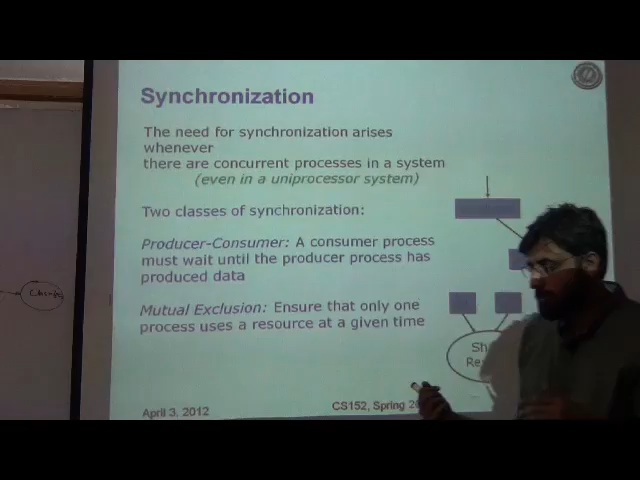 Synchronization
The need for synchronization arises
whenever
there are concurrent processes in a system
(even in a uniprocessor system)
Two classes of synchronization:
Producer-Consumer: A consumer process
must wait until the producer process has
produced data
Mutual Exclusion: Ensure that only one
process uses a resource at a given time
April 3, 2012
CS152, Spring